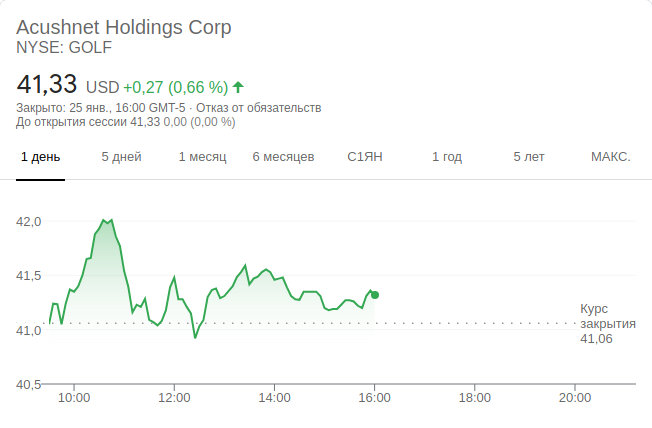 Acushnet Holdings Corp
NYSE: GOLF
41,33 USD +0,27 (0,66 %)
Закрыто: 25 янв., 16:00 GMT-5 · Отказ от обязательств
До открытия сессии 41,33 0,00 (0,00 %)
1 день 5 дней 1 месяц 6 месяцев С1ЯН 1 год 5 лет МАКС.
42,0
41,5
41,0
40,5
Курс
закрытия
41,06
10:00 12:00 14:00 16:00 18:00 20:00